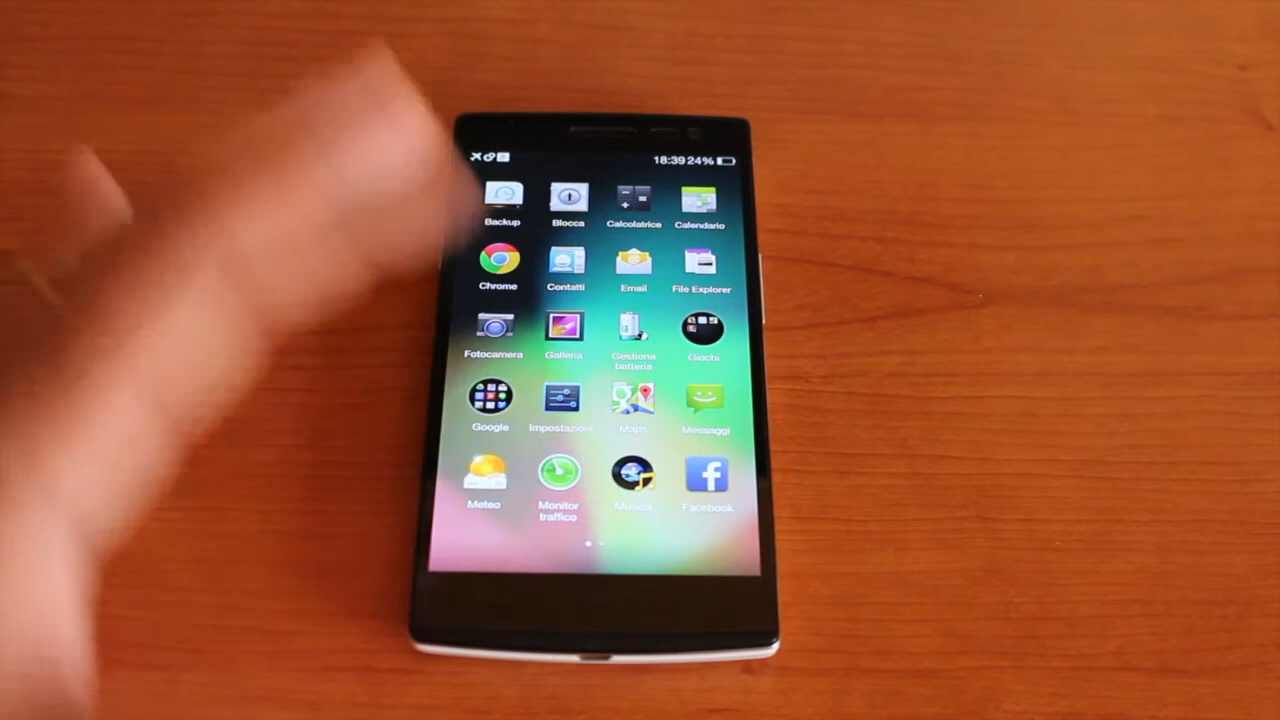 18:39 24%
Backup Blocca Calcolatrice Calendario
Chrome Contatti Email File Explorer
Fotocamera Galleria Gestione batteria Giochi
Google Impostazioni Maps Messaggi
Meteo Monitor traffico Musica Facebook